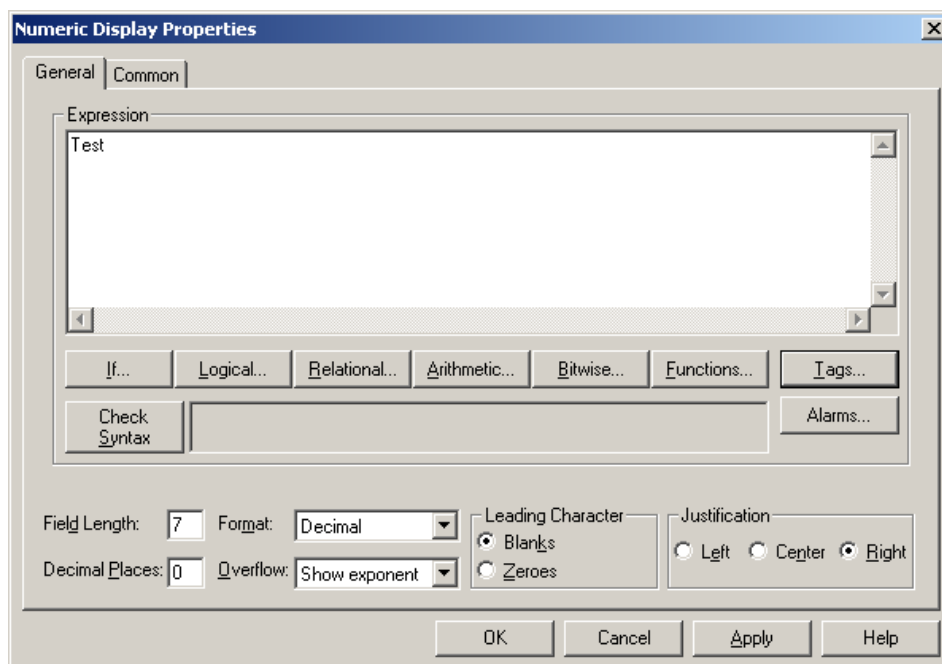 Numeric Display Properties
General Common
Expression
Test
If... Logical... Relational... Arithmetic... Bitwise... Functions... Tags...
Check Syntax
Alarms...
Field Length: 7 Format: Decimal
Decimal Places: 0 Overflow: Show exponent
Leading Character
Blanks
Zeroes
Justification
Left Center Right
OK Cancel Apply Help